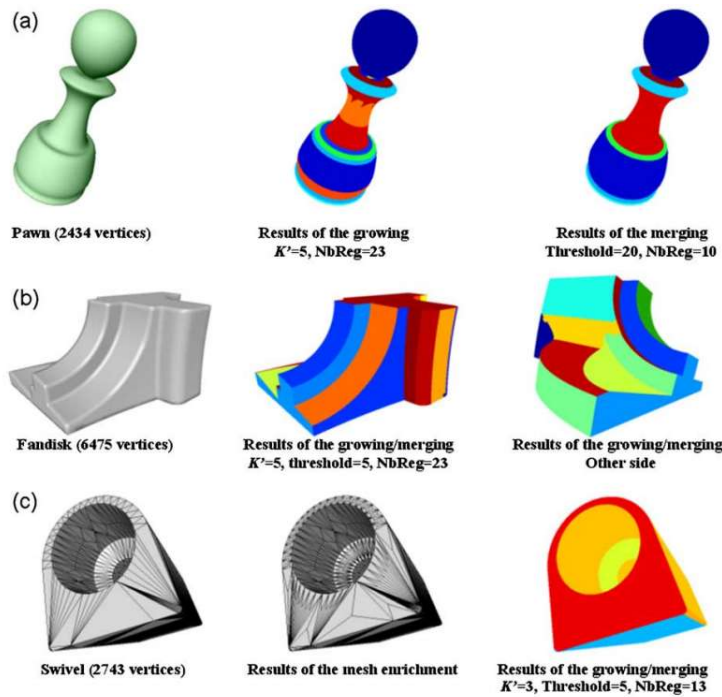 (a)
Pawn (2434 vertices)
Results of the growing
K'=5, NbReg=23
Results of the merging
Threshold=20, NbReg=10
(b)
Fandisk (6475 vertices)
Results of the growing/merging
K'=5, threshold=5, NbReg=23
Results of the growing/merging
Other side
(c)
Swivel (2743 vertices)
Results of the mesh enrichment
Results of the growing/merging
K'=3, Threshold=5, NbReg=13